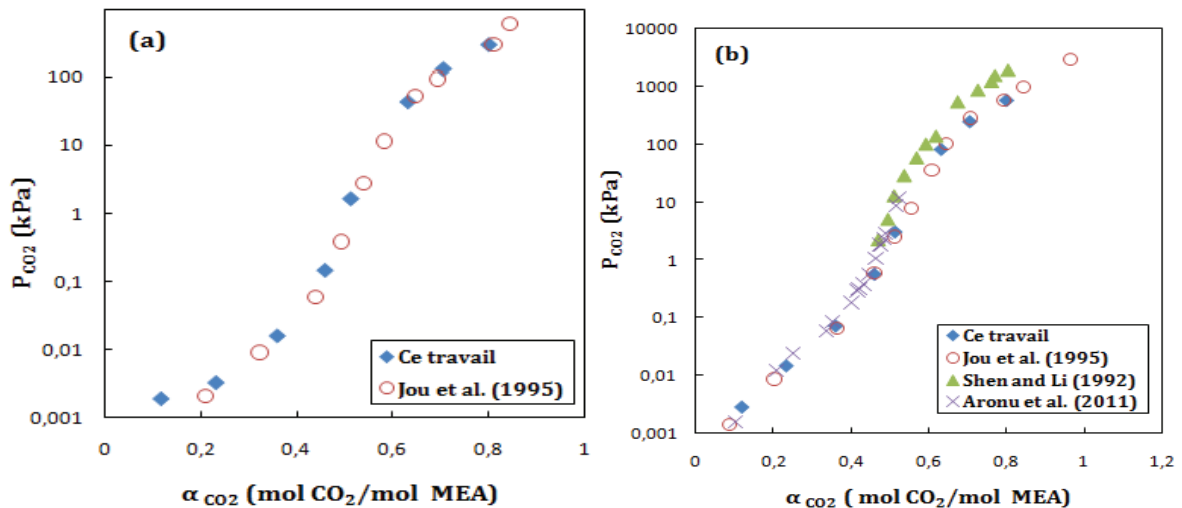 (a)
P CO2 (kPa)
100
10
1
0,1
0,01
0,001
0
0,2
0,4
0,6
0,8
1
Ce travail
Jou et al. (1995)
α CO2 (mol CO2/mol MEA)
(b)
P CO2 (kPa)
10000
1000
100
10
1
0,1
0,01
0,001
0
0,2
0,4
0,6
0,8
1
1,2
Ce travail
Jou et al. (1995)
Shen and Li (1992)
Aronu et al. (2011)
α CO2 ( mol CO2/mol MEA)